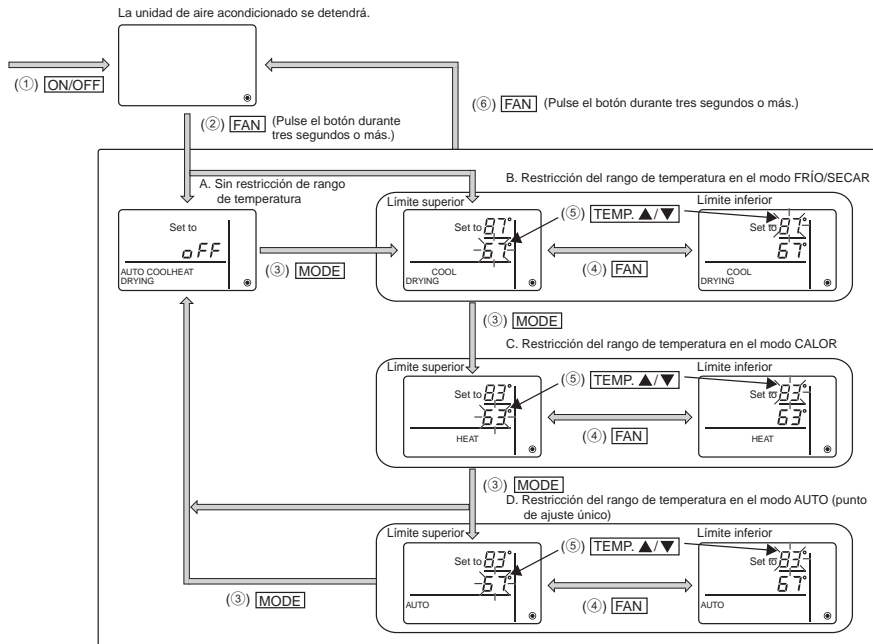 La unidad de aire acondicionado se detendrá.
(①) ON/OFF
(②) FAN (Pulse el botón durante
tres segundos o más.)
(⑥) FAN (Pulse el botón durante tres segundos o más.)
A. Sin restricción de rango
de temperatura
Set to
oFF
AUTO COOLHEAT
DRYING
(③) MODE
B. Restricción del rango de temperatura en el modo FRÍO/SECAR
Límite superior
Set to 87°
67°
COOL
DRYING
(⑤) TEMP. ▲/▼
(④) FAN
Límite inferior
Set to 87°
67°
COOL
DRYING
(③) MODE
C. Restricción del rango de temperatura en el modo CALOR
Límite superior
Set to 83°
63°
HEAT
(⑤) TEMP. ▲/▼
(④) FAN
Límite inferior
Set to 83°
63°
HEAT
(③) MODE
D. Restricción del rango de temperatura en el modo AUTO (punto
de ajuste único)
Límite superior
Set to 83°
67°
AUTO
(⑤) TEMP. ▲/▼
(④) FAN
Límite inferior
Set to 83°
67°
AUTO
(③) MODE